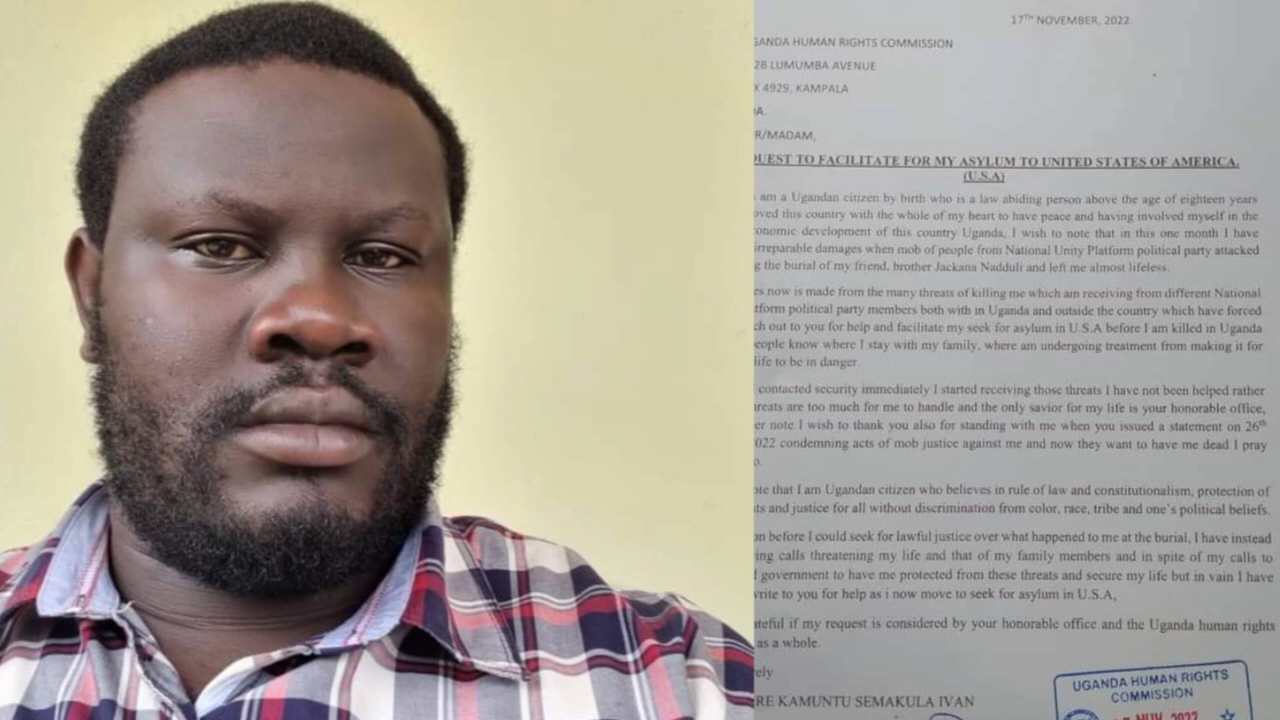 17TH NOVEMBER, 2022.
GANDA HUMAN RIGHTS COMMISSION
28 LUMUMBA AVENUE
X 4929, KAMPALA
A.
R/MADAM,
UEST TO FACILITATE FOR MY ASYLUM TO UNITED STATES OF AMERICA.
(U.S.A)
am a Ugandan citizen by birth who is a law abiding person above the age of eighteen years
oved this country with the whole of my heart to have peace and having involved myself in the
onomic development of this country Uganda, I wish to note that in this one month I have
irreparable damages when mob of people from National Unity Platform political party attacked
g the burial of my friend, brother Jackana Nadduli and left me almost lifeless.
es now is made from the many threats of killing me which am receiving from different National
tform political party members both with in Uganda and outside the country which have forced
ch out to you for help and facilitate my seek for asylum in U.S.A before I am killed in Uganda
eople know where I stay with my family, where am undergoing treatment from making it for
life to be in danger.
contacted security immediately I started receiving those threats I have not been helped rather
hreats are too much for me to handle and the only savior for my life is your honorable office,
er note I wish to thank you also for standing with me when you issued a statement on 26th
022 condemning acts of mob justice against me and now they want to have me dead I pray
o.
ote that I am Ugandan citizen who believes in rule of law and constitutionalism, protection of
ts and justice for all without discrimination from color, race, tribe and one's political beliefs.
on before I could seek for lawful justice over what happened to me at the burial, I have instead
ing calls threatening my life and that of my family members and in spite of my calls to
d government to have me protected from these threats and secure my life but in vain I have
write to you for help as i now move to seek for asylum in U.S.A,
teful if my request is considered by your honorable office and the Uganda human rights
as a whole.
ely
RE KAMUNTU SEMAKULA IVAN
UGANDA HUMAN RIGHTS
COMMISSION
NOV 2022